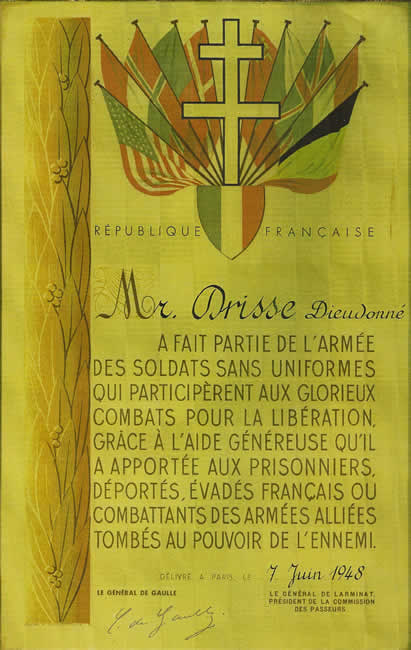 RÉPUBLIQUE FRANÇAISE
Mr. Drisse Dieudonné
A FAIT PARTIE DE L'ARMÉE
DES SOLDATS SANS UNIFORMES
QUI PARTICIPÈRENT AUX GLORIEUX
COMBATS POUR LA LIBÉRATION,
GRÂCE À L'AIDE GÉNÉREUSE QU'IL
A APPORTÉE AUX PRISONNIERS,
DÉPORTÉS, ÉVADÉS FRANÇAIS OU
COMBATTANTS DES ARMÉES ALLIÉES
TOMBÉS AU POUVOIR DE L'ENNEMI.
DÉLIVRÉ A PARIS, LE 7 Juin 1948
LE GÉNÉRAL DE GAULLE
C. de Gaulle.
LE GÉNÉRAL DE LARMINAT,
PRÉSIDENT DE LA COMMISSION
DES PASSEURS